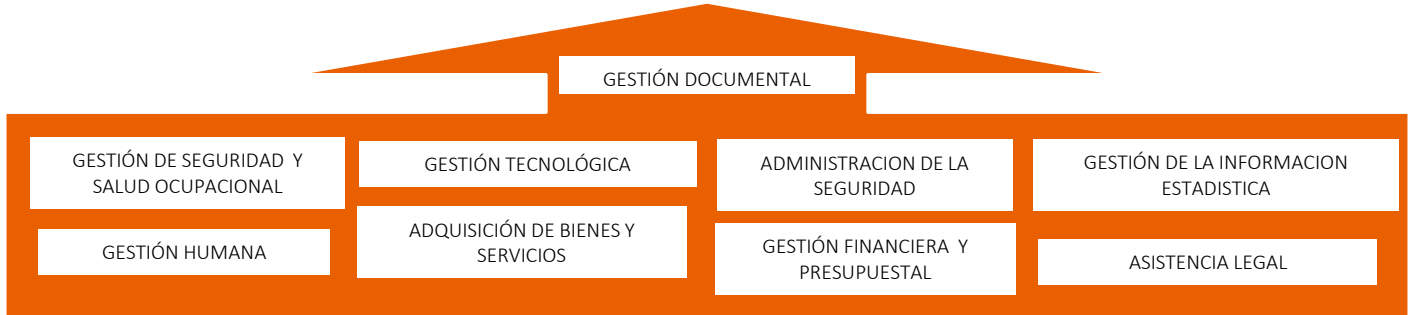 GESTIÓN DOCUMENTAL
GESTIÓN DE SEGURIDAD Y
SALUD OCUPACIONAL
GESTIÓN TECNOLÓGICA
ADMINISTRACION DE LA
SEGURIDAD
GESTIÓN DE LA INFORMACION
ESTADISTICA
GESTIÓN HUMANA
ADQUISICIÓN DE BIENES Y
SERVICIOS
GESTIÓN FINANCIERA Y
PRESUPUESTAL
ASISTENCIA LEGAL